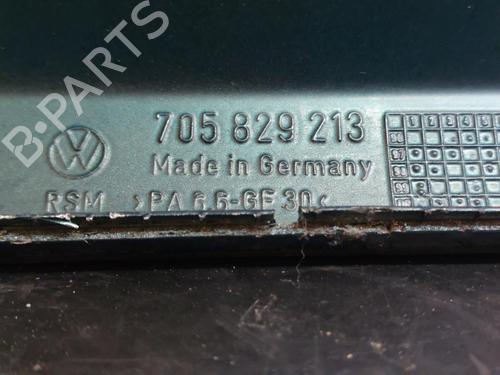 B-PARTS
705 829 213
Made in Germany
RSM >PA 6.6-GF 30<